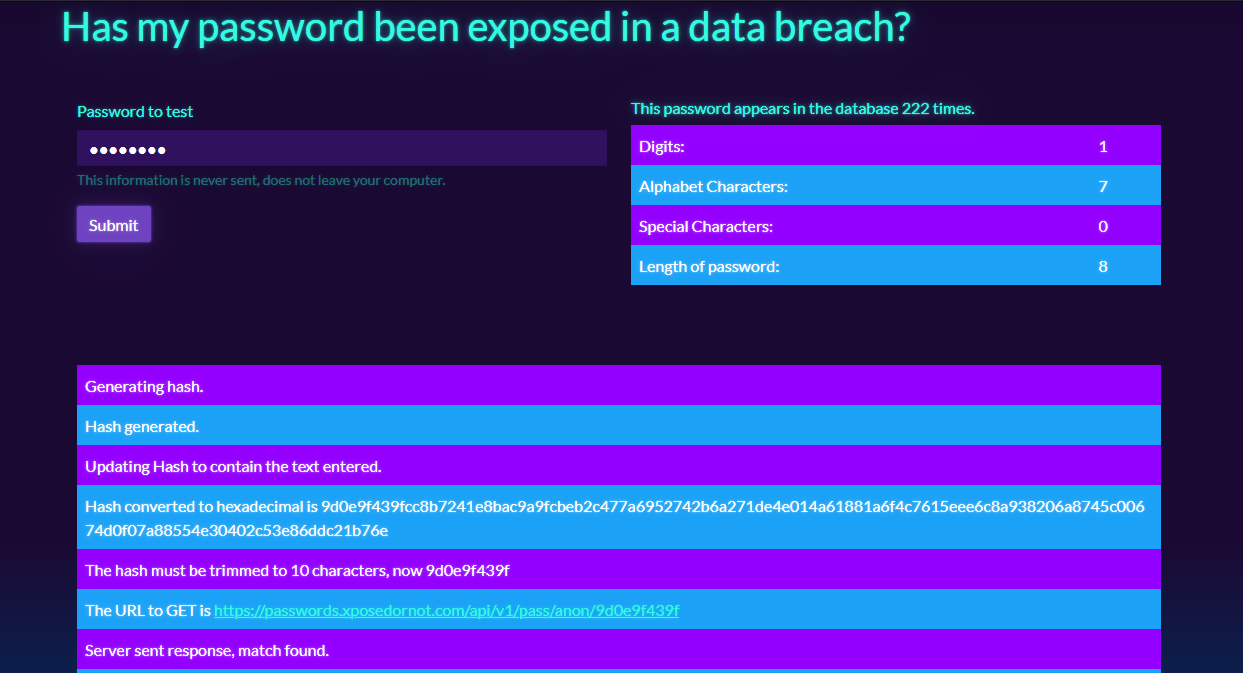 Has my password been exposed in a data breach?
Password to test
••••••••
This information is never sent, does not leave your computer.
Submit
This password appears in the database 222 times.
Digits: 1
Alphabet Characters: 7
Special Characters: 0
Length of password: 8
Generating hash.
Hash generated.
Updating Hash to contain the text entered.
Hash converted to hexadecimal is 9d0e9f439fcc8b7241e8bac9a9fcbeb2c477a6952742b6a271de4e014a61881a6f4c7615eee6c8a938206a8745c006
74d0f07a88554e30402c53e86ddc21b76e
The hash must be trimmed to 10 characters, now 9d0e9f439f
The URL to GET is https://passwords.xposedornot.com/api/v1/pass/anon/9d0e9f439f
Server sent response, match found.